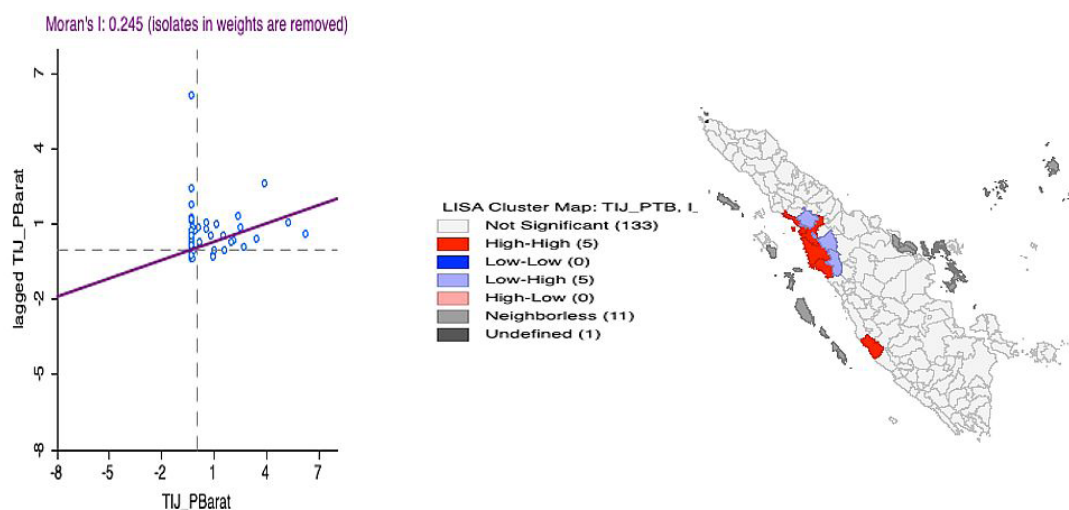 Moran's I: 0.245 (isolates in weights are removed)
7
4
1
-2
-5
-8
lagged TIJ_PBarat
-8
-5
-2
1
4
7
TIJ_PBarat
LISA Cluster Map: TIJ_PTB, I_
Not Significant (133)
High-High (5)
Low-Low (0)
Low-High (5)
High-Low (0)
Neighborless (11)
Undefined (1)